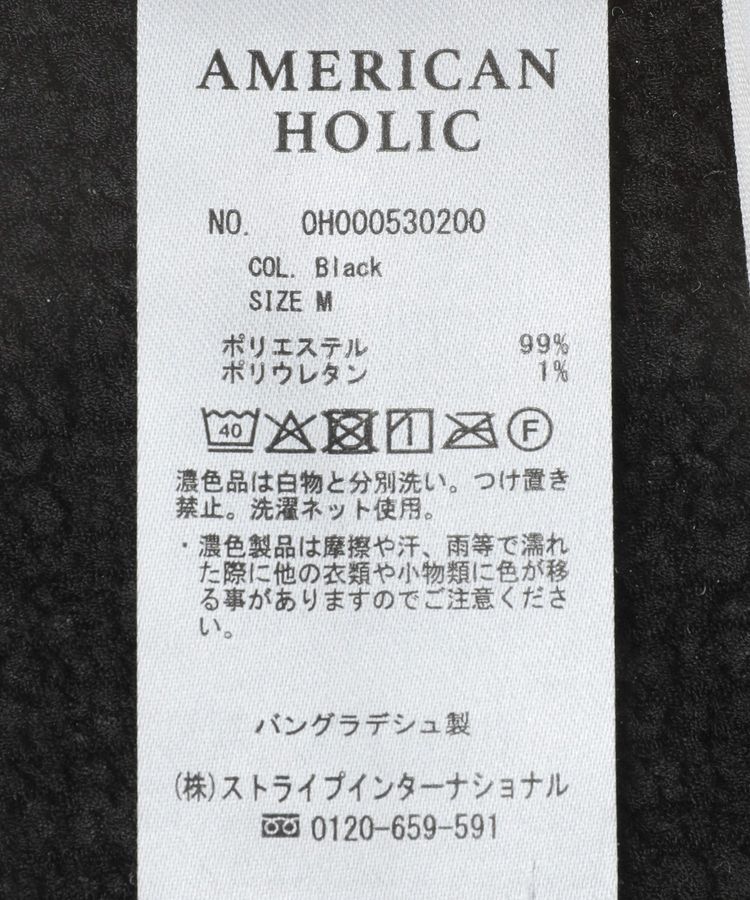 AMERICAN
HOLIC
NO. 0H000530200
COL. Black
SIZE M
ポリエステル 99%
ポリウレタン 1%
40 F
濃色品は白物と分別洗い。つけ置き
禁止。洗濯ネット使用。
・濃色製品は摩擦や汗、雨等で濡れ
た際に他の衣類や小物類に色が移
る事がありますのでご注意くださ
い。
バングラデシュ製
(株)ストライプインターナショナル
0120-659-591